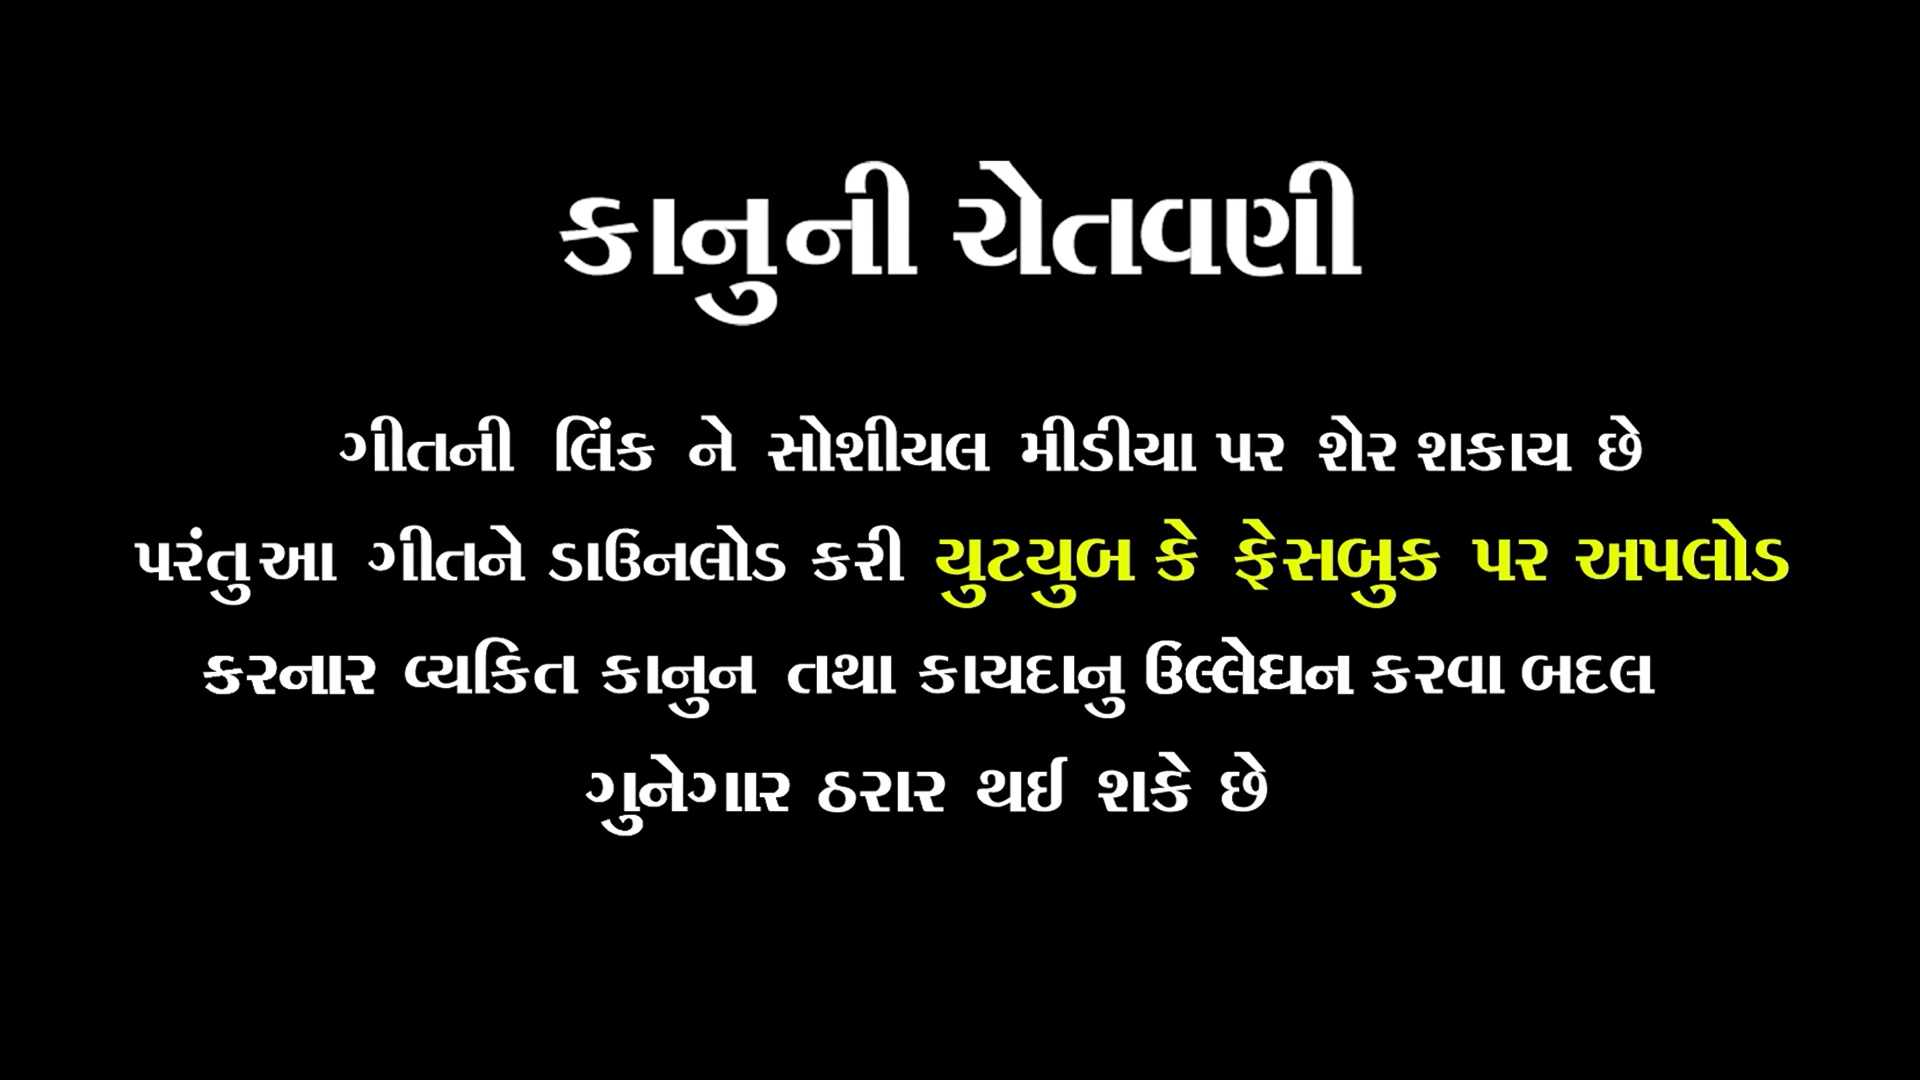 કાનુની ચેતવણી
ગીતની લિંક ને સોશીયલ મીડીયા પર શેર શકાય છે
પરંતુ આ ગીતને ડાઉનલોડ કરી યુટયુબ કે ફેસબુક પર અપલોડ
કરનાર વ્યકિત કાનુન તથા કાયદાનુ ઉલ્લેઘન કરવા બદલ
ગુનેગાર ઠરાર થઈ શકે છે